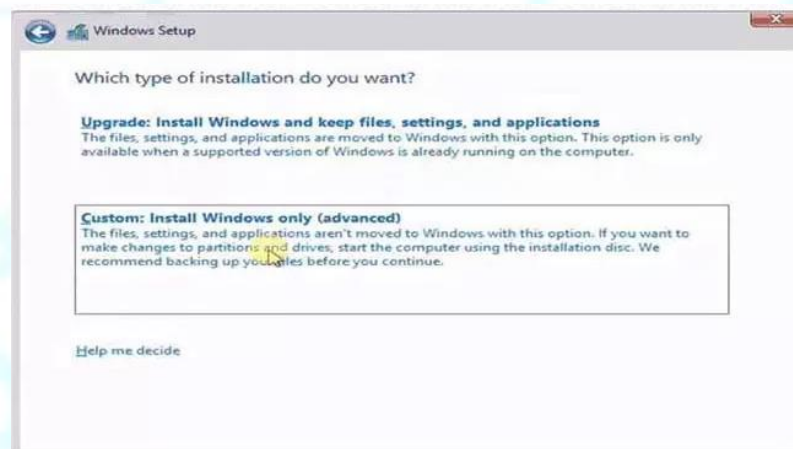 Windows Setup
Which type of installation do you want?
Upgrade: Install Windows and keep files, settings, and applications
The files, settings, and applications are moved to Windows with this option. This option is only
available when a supported version of Windows is already running on the computer.
Custom: Install Windows only (advanced)
The files, settings, and applications aren't moved to Windows with this option. If you want to
make changes to partitions and drives, start the computer using the installation disc. We
recommend backing up your files before you continue.
Help me decide